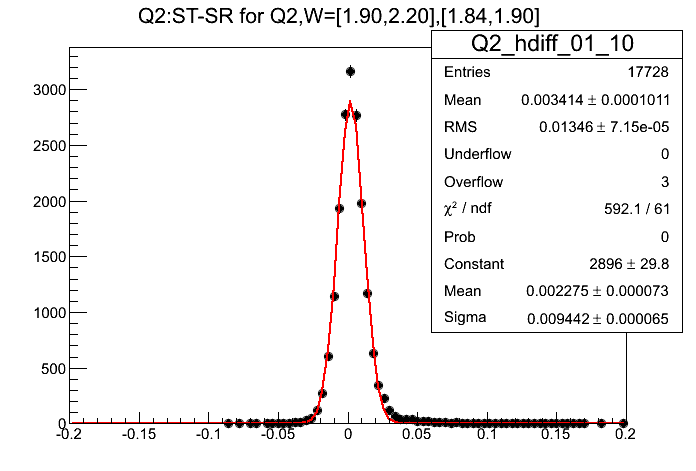 Q2:ST-SR for Q2,W=[1.90,2.20],[1.84,1.90]
Q2_hdiff_01_10
Entries 17728
Mean 0.003414 ± 0.0001011
RMS 0.01346 ± 7.15e-05
Underflow 0
Overflow 3
χ² / ndf 592.1 / 61
Prob 0
Constant 2896 ± 29.8
Mean 0.002275 ± 0.000073
Sigma 0.009442 ± 0.000065
3000
2500
2000
1500
1000
500
0
-0.2 -0.15 -0.1 -0.05 0 0.05 0.1 0.15 0.2